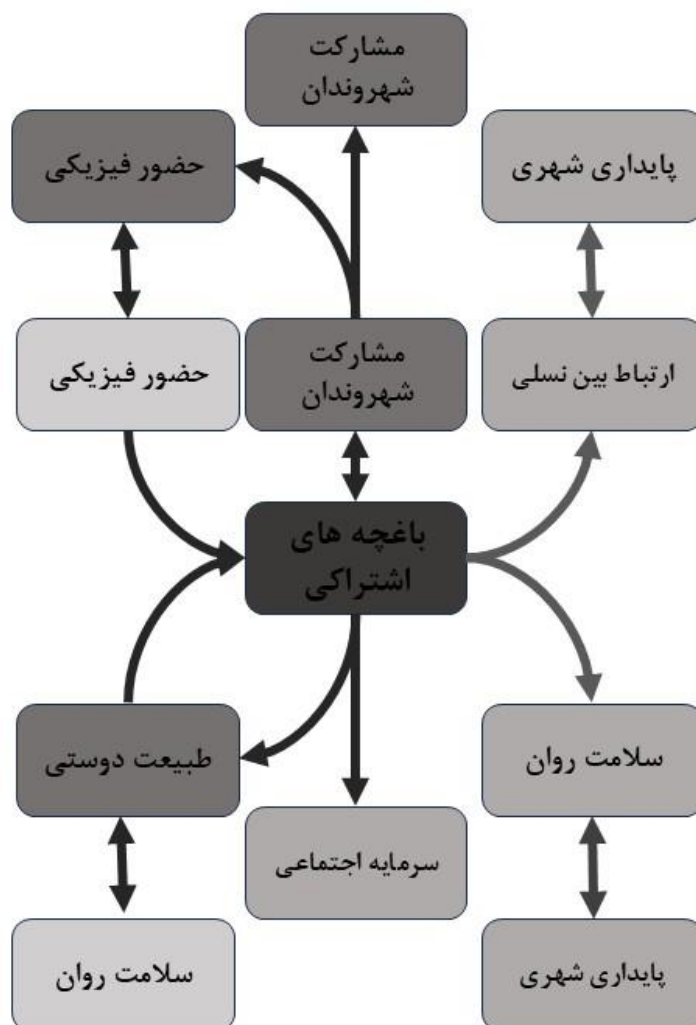 مشارکت
شهروندان
پایداری شهری
حضور فیزیکی
ارتباط بین نسلی
مشارکت
شهروندان
حضور فیزیکی
باغچه های
اشتراکی
سلامت روان
طبیعت دوستی
سرمایه اجتماعی
پایداری شهری
سلامت روان